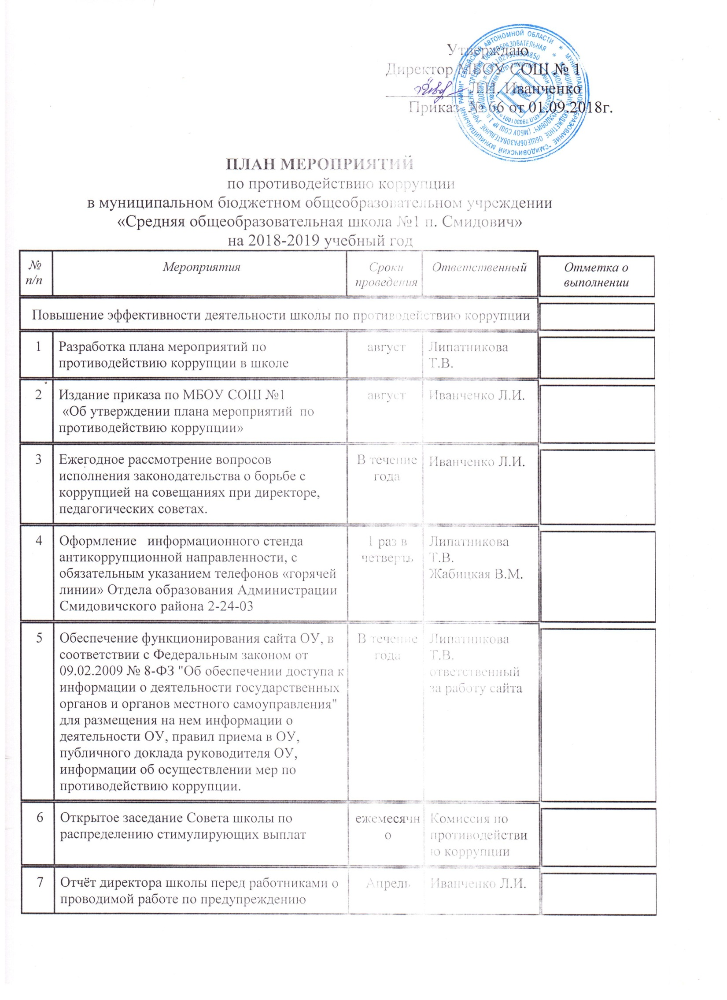 Утверждаю
Директор МБОУ СОШ № 1
Л.И. Иванченко
Приказ № 66 от 01.09.2018г.
ПЛАН МЕРОПРИЯТИЙ
по противодействию коррупции
в муниципальном бюджетном общеобразовательном учреждении
«Средняя общеобразовательная школа №1 п. Смидович»
на 2018-2019 учебный год
№ п/п
Мероприятия
Сроки проведения
Ответственный
Отметка о выполнении
Повышение эффективности деятельности школы по противодействию коррупции
1
Разработка плана мероприятий по
противодействию коррупции в школе
август
Липатникова
Т.В.
2
Издание приказа по МБОУ СОШ №1
«Об утверждении плана мероприятий по
противодействию коррупции»
август
Иванченко Л.И.
3
Ежегодное рассмотрение вопросов
исполнения законодательства о борьбе с
коррупцией на совещаниях при директоре,
педагогических советах.
В течение
года
Иванченко Л.И.
4
Оформление информационного стенда
антикоррупционной направленности, с
обязательным указанием телефонов «горячей
линии» Отдела образования Администрации
Смидовичского района 2-24-03
1 раз в
четверть
Липатникова
Т.В.
Жабицкая В.М.
5
Обеспечение функционирования сайта ОУ, в
соответствии с Федеральным законом от
09.02.2009 № 8-ФЗ "Об обеспечении доступа к
информации о деятельности государственных
органов и органов местного самоуправления"
для размещения на нем информации о
деятельности ОУ, правил приема в ОУ,
публичного доклада руководителя ОУ,
информации об осуществлении мер по
противодействию коррупции.
В течение
года
Липатникова
Т.В.
ответственный
за работу сайта
6
Открытое заседание Совета школы по
распределению стимулирующих выплат
ежемесячн
о
Комиссия по
противодействи
ю коррупции
7
Отчёт директора школы перед работниками о
проводимой работе по предупреждению
Апрель
Иванченко Л.И.